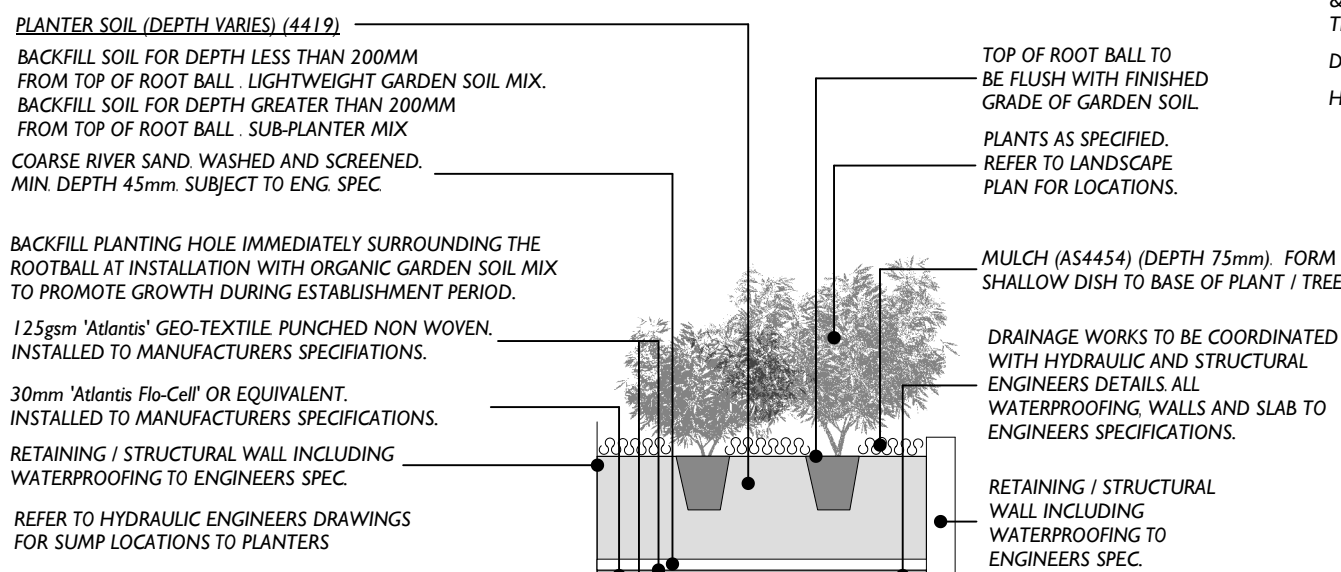 PLANTER SOIL (DEPTH VARIES) (4419)
BACKFILL SOIL FOR DEPTH LESS THAN 200MM
FROM TOP OF ROOT BALL . LIGHTWEIGHT GARDEN SOIL MIX.
BACKFILL SOIL FOR DEPTH GREATER THAN 200MM
FROM TOP OF ROOT BALL . SUB-PLANTER MIX
COARSE RIVER SAND. WASHED AND SCREENED.
MIN. DEPTH 45mm. SUBJECT TO ENG. SPEC.
BACKFILL PLANTING HOLE IMMEDIATELY SURROUNDING THE
ROOTBALL AT INSTALLATION WITH ORGANIC GARDEN SOIL MIX
TO PROMOTE GROWTH DURING ESTABLISHMENT PERIOD.
125gsm 'Atlantis' GEO-TEXTILE. PUNCHED NON WOVEN.
INSTALLED TO MANUFACTURERS SPECIFIATIONS.
30mm 'Atlantis Flo-Cell' OR EQUIVALENT.
INSTALLED TO MANUFACTURERS SPECIFICATIONS.
RETAINING / STRUCTURAL WALL INCLUDING
WATERPROOFING TO ENGINEERS SPEC.
REFER TO HYDRAULIC ENGINEERS DRAWINGS
FOR SUMP LOCATIONS TO PLANTERS
TOP OF ROOT BALL TO
BE FLUSH WITH FINISHED
GRADE OF GARDEN SOIL.
PLANTS AS SPECIFIED.
REFER TO LANDSCAPE
PLAN FOR LOCATIONS.
MULCH (AS4454) (DEPTH 75mm). FORM
SHALLOW DISH TO BASE OF PLANT / TREE
DRAINAGE WORKS TO BE COORDINATED
WITH HYDRAULIC AND STRUCTURAL
ENGINEERS DETAILS. ALL
WATERPROOFING, WALLS AND SLAB TO
ENGINEERS SPECIFICATIONS.
RETAINING / STRUCTURAL
WALL INCLUDING
WATERPROOFING TO
ENGINEERS SPEC.